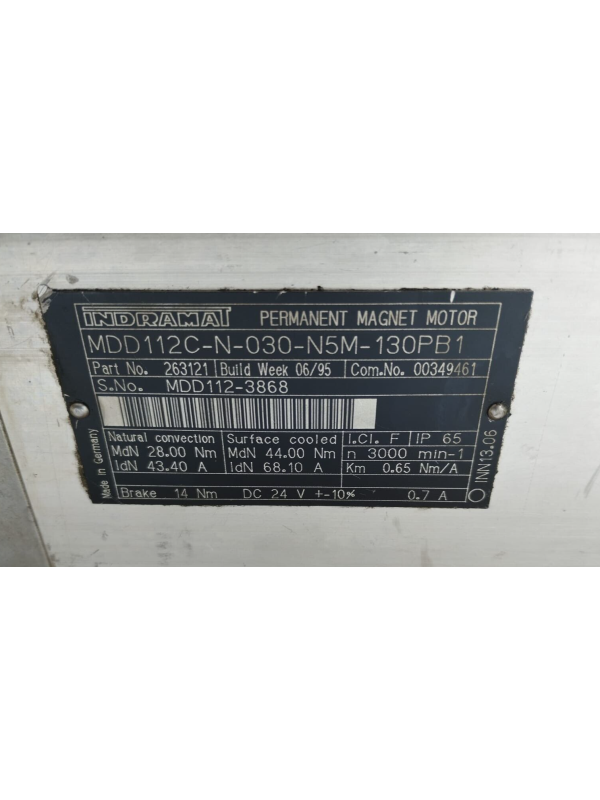 INDRAMAT PERMANENT MAGNET MOTOR
MDD112C-N-030-N5M-130PB1
Part No. 263121 Build Week 06/95 Com.No. 00349461
S.No. MDD112-3868
Natural convection Surface cooled I.Cl. F IP 65
MdN 28.00 Nm MdN 44.00 Nm n 3000 min-1
IdN 43.40 A IdN 68.10 A Km 0.65 Nm/A
Brake 14 Nm DC 24 V +-10% 0.7 A
Made in Germany
INN13.06